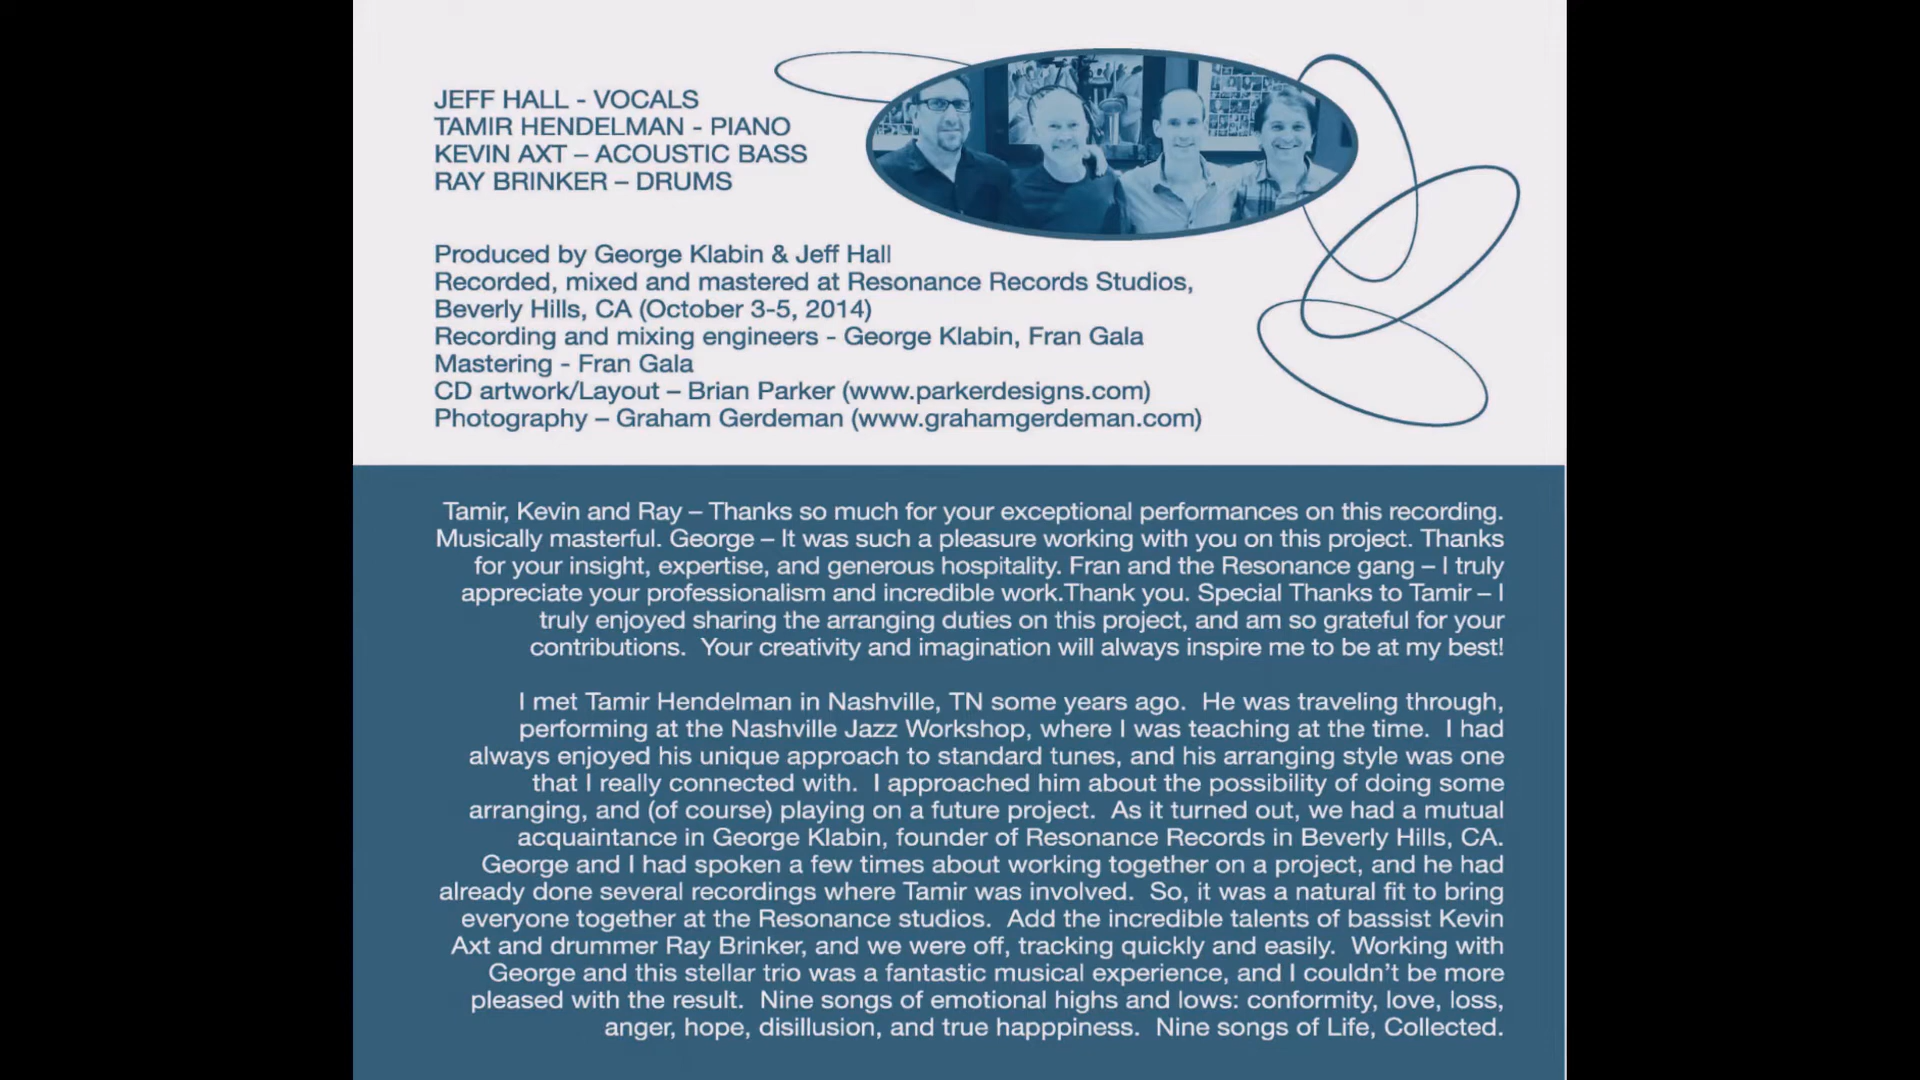 JEFF HALL - VOCALS
TAMIR HENDELMAN - PIANO
KEVIN AXT – ACOUSTIC BASS
RAY BRINKER – DRUMS
Produced by George Klabin & Jeff Hall
Recorded, mixed and mastered at Resonance Records Studios,
Beverly Hills, CA (October 3-5, 2014)
Recording and mixing engineers - George Klabin, Fran Gala
Mastering - Fran Gala
CD artwork/Layout – Brian Parker (www.parkerdesigns.com)
Photography – Graham Gerdeman (www.grahamgerdeman.com)
Tamir, Kevin and Ray – Thanks so much for your exceptional performances on this recording.
Musically masterful. George – It was such a pleasure working with you on this project. Thanks
for your insight, expertise, and generous hospitality. Fran and the Resonance gang – I truly
appreciate your professionalism and incredible work.Thank you. Special Thanks to Tamir – I
truly enjoyed sharing the arranging duties on this project, and am so grateful for your
contributions.  Your creativity and imagination will always inspire me to be at my best!
I met Tamir Hendelman in Nashville, TN some years ago.  He was traveling through,
performing at the Nashville Jazz Workshop, where I was teaching at the time.  I had
always enjoyed his unique approach to standard tunes, and his arranging style was one
that I really connected with.  I approached him about the possibility of doing some
arranging, and (of course) playing on a future project.  As it turned out, we had a mutual
acquaintance in George Klabin, founder of Resonance Records in Beverly Hills, CA.
George and I had spoken a few times about working together on a project, and he had
already done several recordings where Tamir was involved.  So, it was a natural fit to bring
everyone together at the Resonance studios.  Add the incredible talents of bassist Kevin
Axt and drummer Ray Brinker, and we were off, tracking quickly and easily.  Working with
George and this stellar trio was a fantastic musical experience, and I couldn't be more
pleased with the result.  Nine songs of emotional highs and lows: conformity, love, loss,
anger, hope, disillusion, and true happpiness.  Nine songs of Life, Collected.